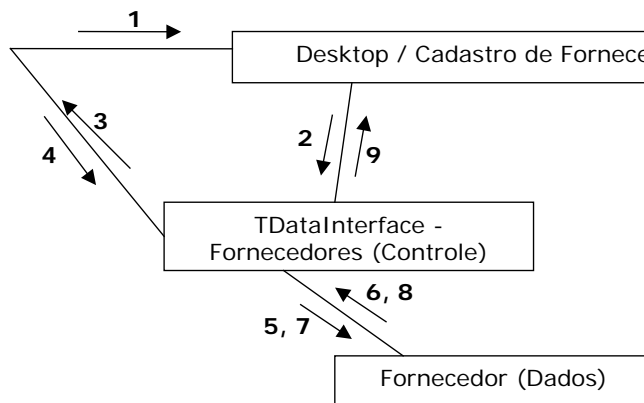 1
Desktop / Cadastro de Fornece
2
9
3
4
TDataInterface -
Fornecedores (Controle)
6, 8
5, 7
Fornecedor (Dados)